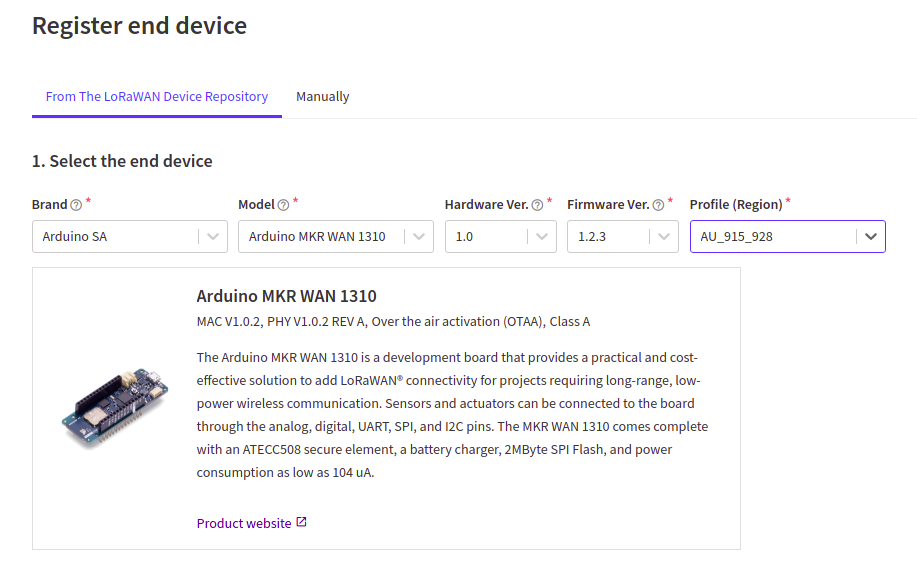 Register end device
From The LoRaWAN Device Repository Manually
1. Select the end device
Brand ? * Model ? * Hardware Ver. ? * Firmware Ver. ? * Profile (Region) *
Arduino SA Arduino MKR WAN 1310 1.0 1.2.3 AU_915_928
Arduino MKR WAN 1310
MAC V1.0.2, PHY V1.0.2 REV A, Over the air activation (OTAA), Class A
The Arduino MKR WAN 1310 is a development board that provides a practical and cost-
effective solution to add LoRaWAN® connectivity for projects requiring long-range, low-
power wireless communication. Sensors and actuators can be connected to the board
through the analog, digital, UART, SPI, and I2C pins. The MKR WAN 1310 comes complete
with an ATECC508 secure element, a battery charger, 2MByte SPI Flash, and power
consumption as low as 104 uA.
Product website